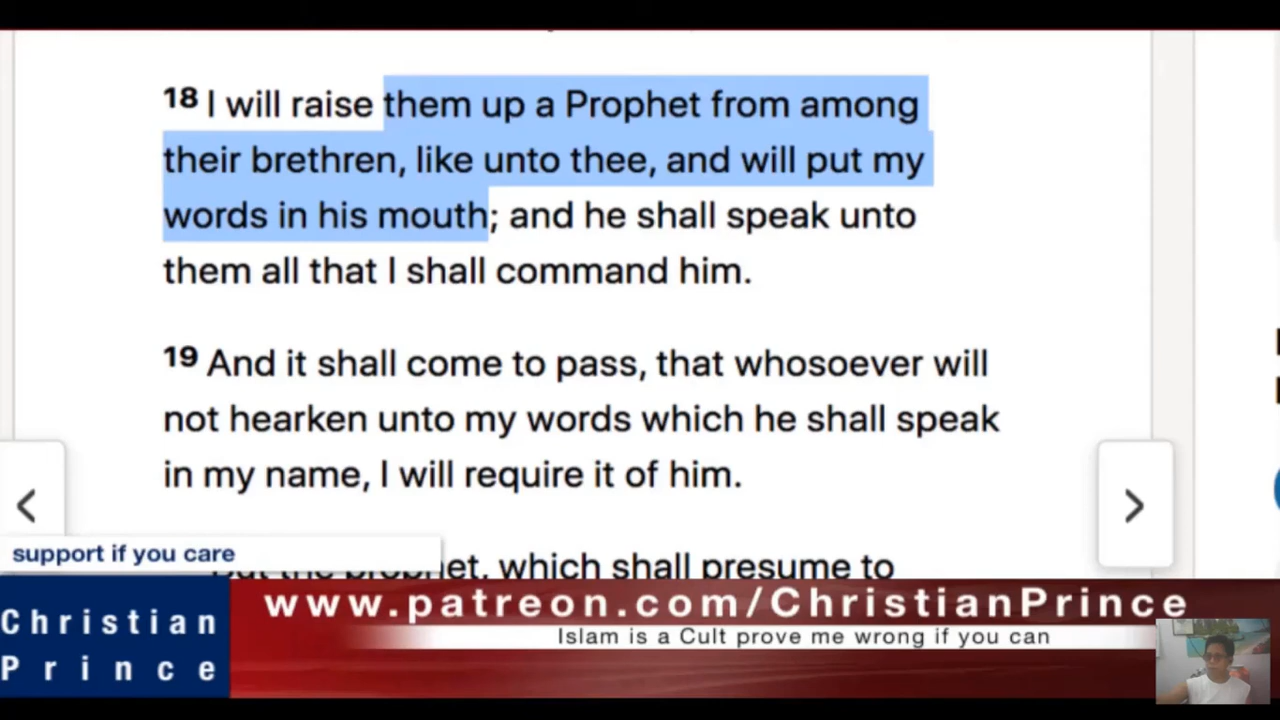 18 I will raise them up a Prophet from among
their brethren, like unto thee, and will put my
words in his mouth; and he shall speak unto
them all that I shall command him.
19 And it shall come to pass, that whosoever will
not hearken unto my words which he shall speak
in my name, I will require it of him.
But the prophet, which shall presume to
support if you care
Christian
Prince
www.patreon.com/ChristianPrince
Islam is a Cult prove me wrong if you can